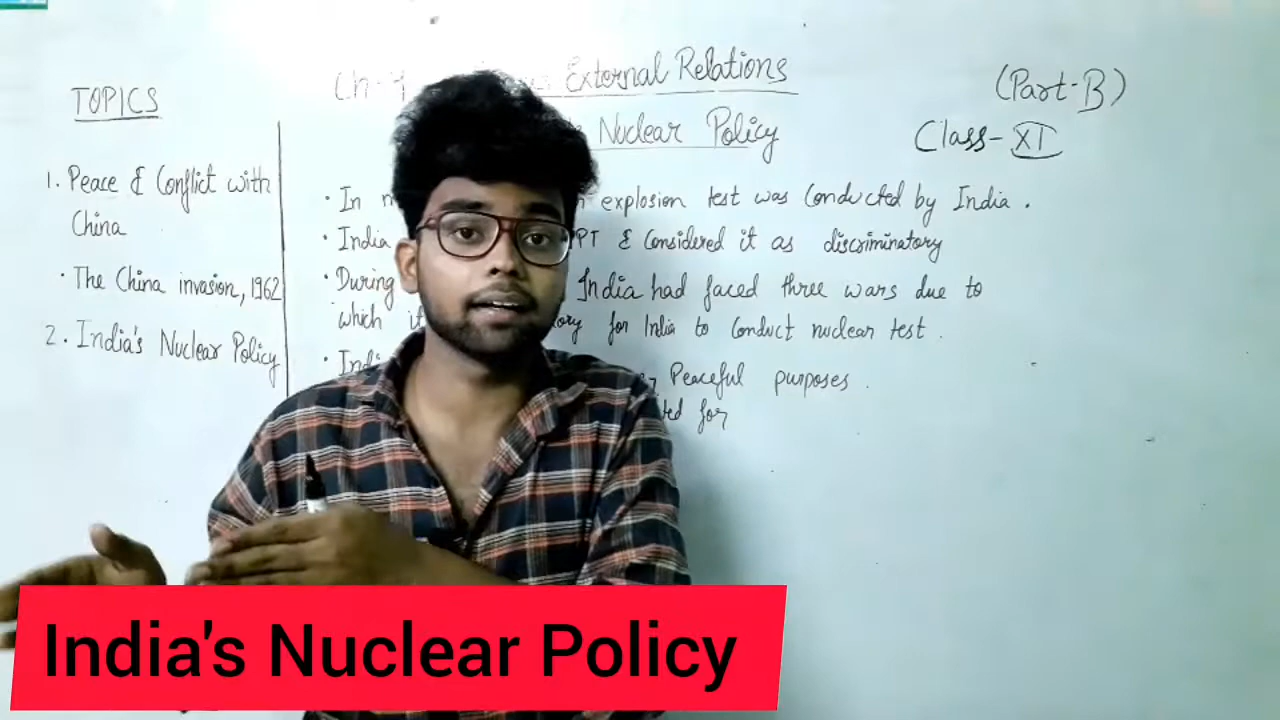 TOPICS
1. Peace & Conflict with
China
· The China invasion, 1962
2. India's Nuclear Policy
Ch-4 External Relations
Nuclear Policy
(Part-B)
Class-XI
· In explosion test was Conducted by India.
· India PT & Considered it as discriminatory
· During India had faced three wars due to
which it for India to Conduct nuclear test.
· Peaceful purposes.
for
India's Nuclear Policy